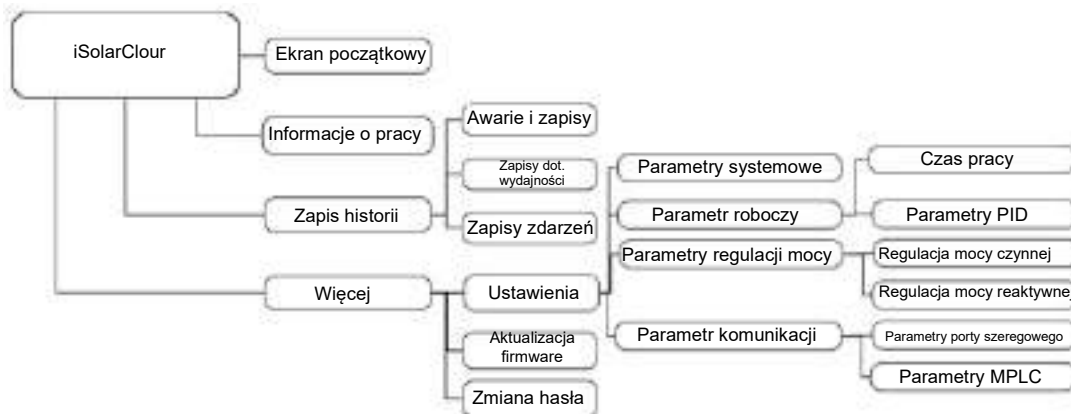 iSolarClour
Ekran początkowy
Informacje o pracy
Zapis historii
Więcej
Awarie i zapisy
Zapisy dot.
wydajności
Zapisy zdarzeń
Ustawienia
Aktualizacja
firmware
Zmiana hasła
Parametry systemowe
Parametr roboczy
Parametry regulacji mocy
Parametr komunikacji
Czas pracy
Parametry PID
Regulacja mocy czynnej
Regulacja mocy reaktywnej
Parametry porty szeregowego
Parametry MPLC